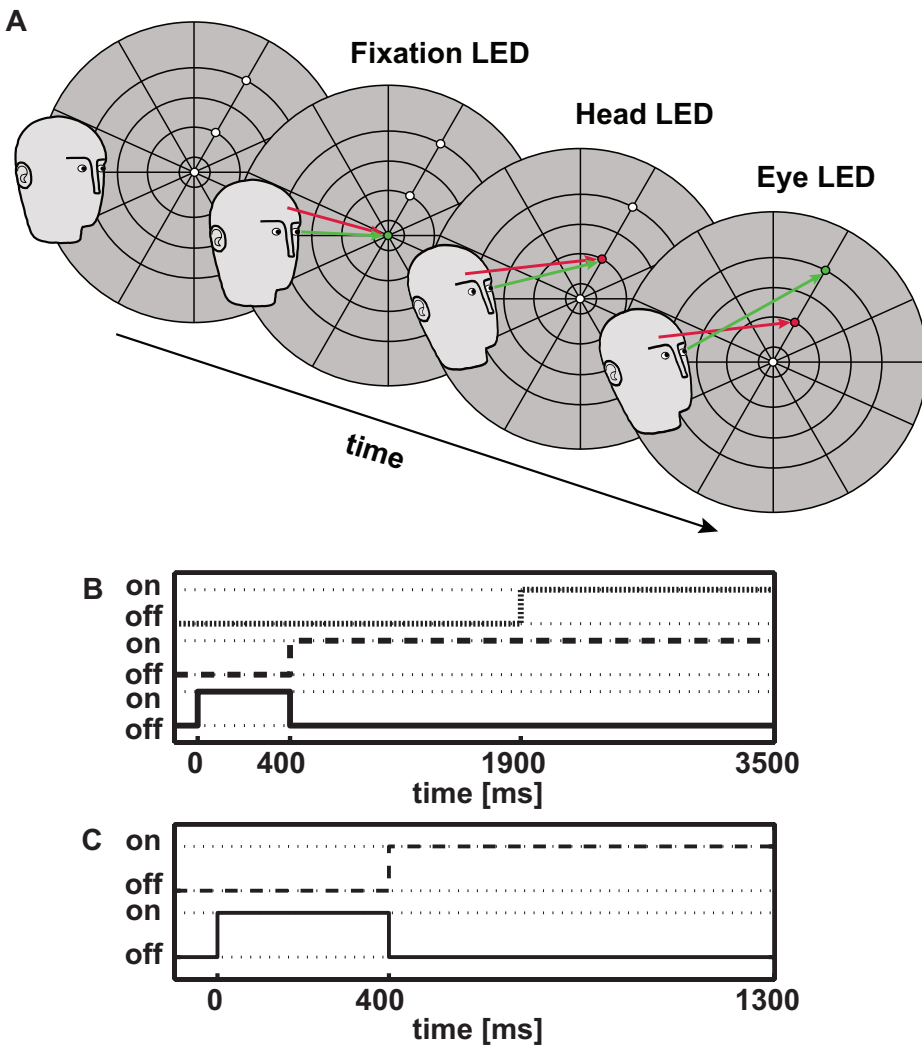 A
Fixation LED
Head LED
Eye LED
time
B
on
off
on
off
on
off
0 400 1900 3500
time [ms]
C
on
off
on
off
0 400 1300
time [ms]